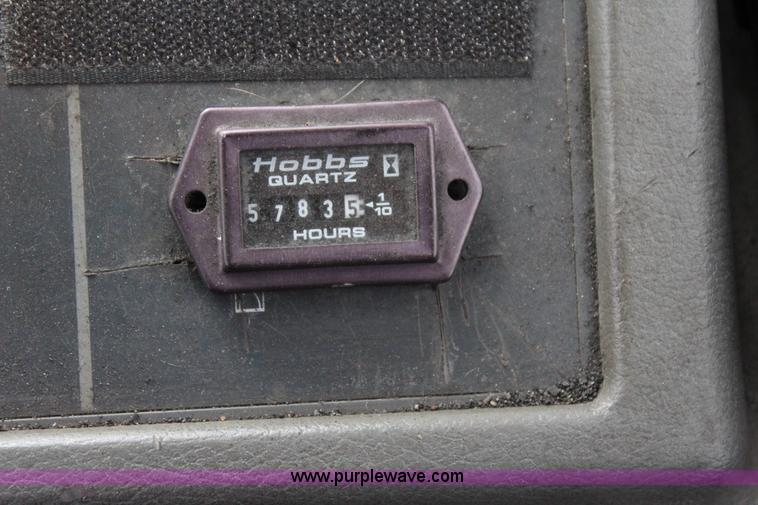 Hobbs
QUARTZ
5 7 8 3 5 1/10
HOURS
www.purplewave.com